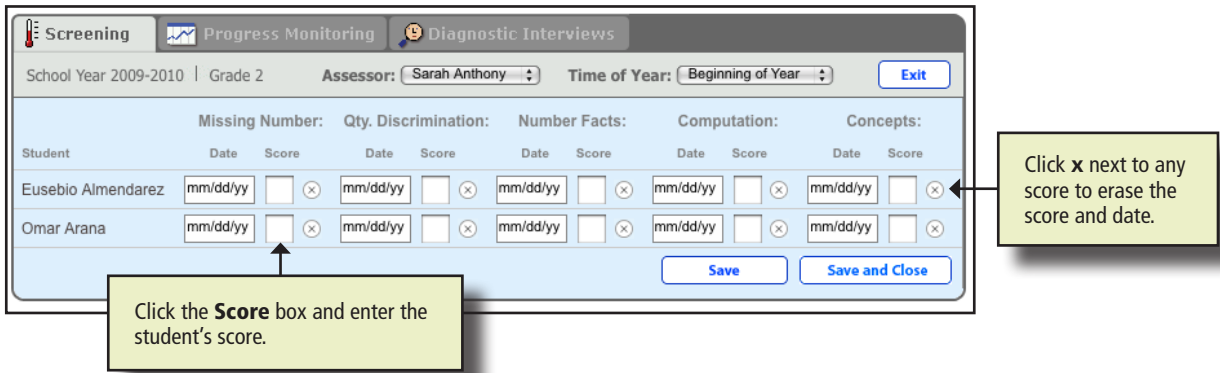 Screening Progress Monitoring Diagnostic Interviews
School Year 2009-2010 | Grade 2 Assessor: Sarah Anthony Time of Year: Beginning of Year Exit
Missing Number: Qty. Discrimination: Number Facts: Computation: Concepts:
Student Date Score Date Score Date Score Date Score Date Score
Eusebio Almendarez mm/dd/yy mm/dd/yy mm/dd/yy mm/dd/yy mm/dd/yy
Omar Arana mm/dd/yy mm/dd/yy mm/dd/yy mm/dd/yy mm/dd/yy
Save Save and Close
Click x next to any
score to erase the
score and date.
Click the Score box and enter the
student's score.